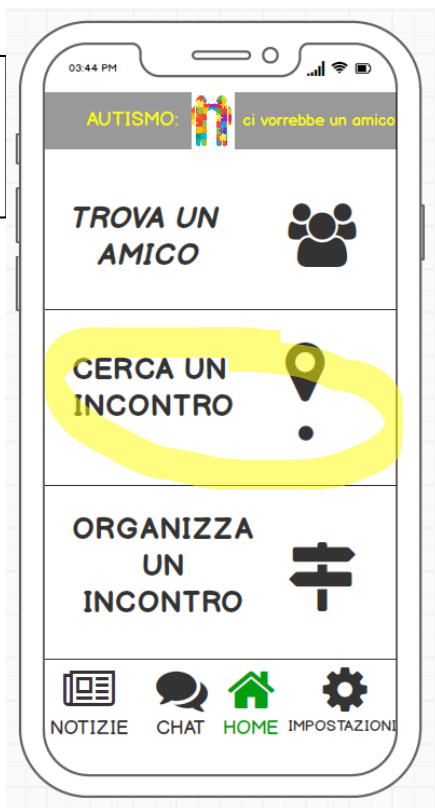 03:44 PM
AUTISMO: ci vorrebbe un amico
TROVA UN
AMICO
CERCA UN
INCONTRO
ORGANIZZA
UN
INCONTRO
NOTIZIE CHAT HOME IMPOSTAZIONI